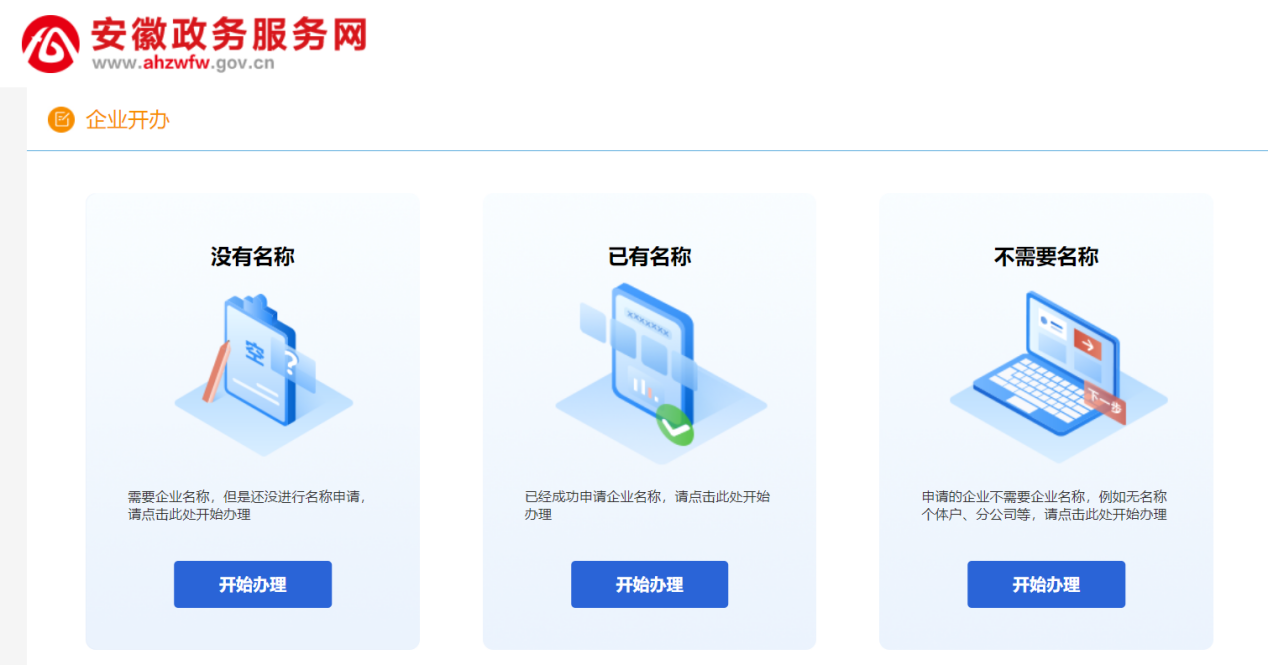 安徽政务服务网
www.ahzwfw.gov.cn
企业开办
没有名称
空
?
需要企业名称，但是还没进行名称申请，
请点击此处开始办理
开始办理
已有名称
XXXXXXX
已经成功申请企业名称，请点击此处开始
办理
开始办理
不需要名称
下一步
申请的企业不需要企业名称，例如无名称
个体户、分公司等，请点击此处开始办理
开始办理